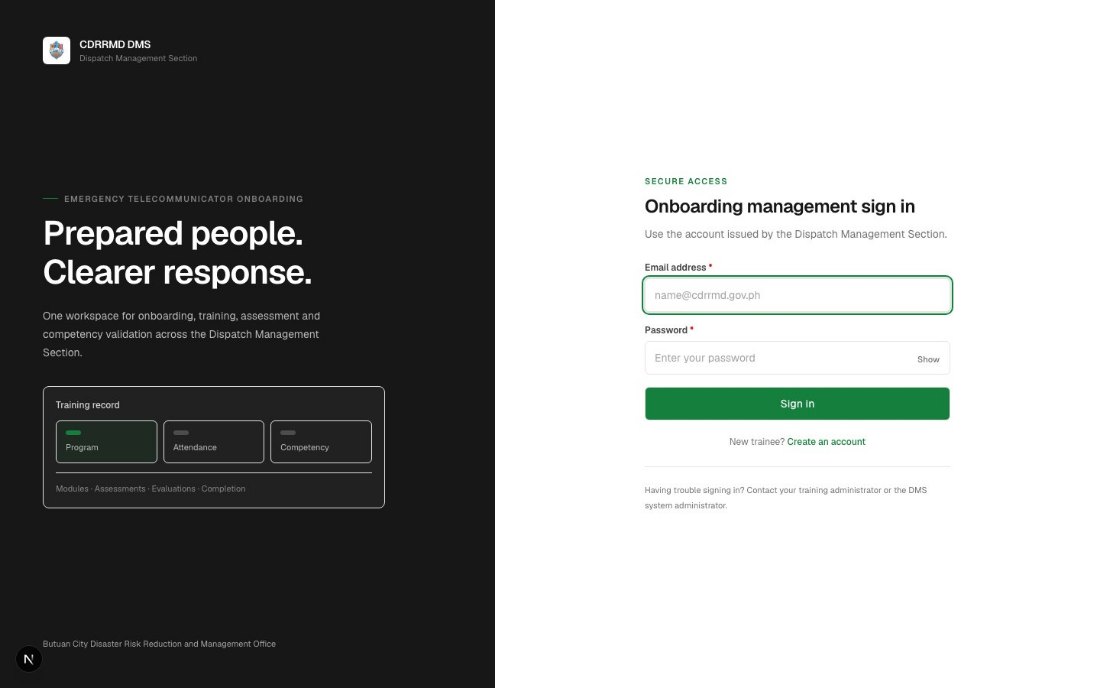 CDRRMD DMS
Dispatch Management Section
EMERGENCY TELECOMMUNICATOR ONBOARDING
Prepared people.
Clearer response.
One workspace for onboarding, training, assessment and
competency validation across the Dispatch Management
Section.
Training record
Program
Attendance
Competency
Modules · Assessments · Evaluations · Completion
Butuan City Disaster Risk Reduction and Management Office
N
SECURE ACCESS
Onboarding management sign in
Use the account issued by the Dispatch Management Section.
Email address *
name@cdrrmd.gov.ph
Password *
Enter your password
Show
Sign in
New trainee? Create an account
Having trouble signing in? Contact your training administrator or the DMS
system administrator.